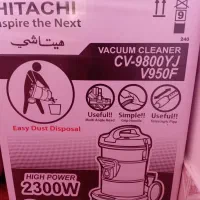 HITACHI
Inspire the Next
هيتاشي
VACUUM CLEANER
CV-9800YJ
V950F
Useful!!
Simple!!
Useful!!
Easy Dust Disposal
HIGH POWER
2300W